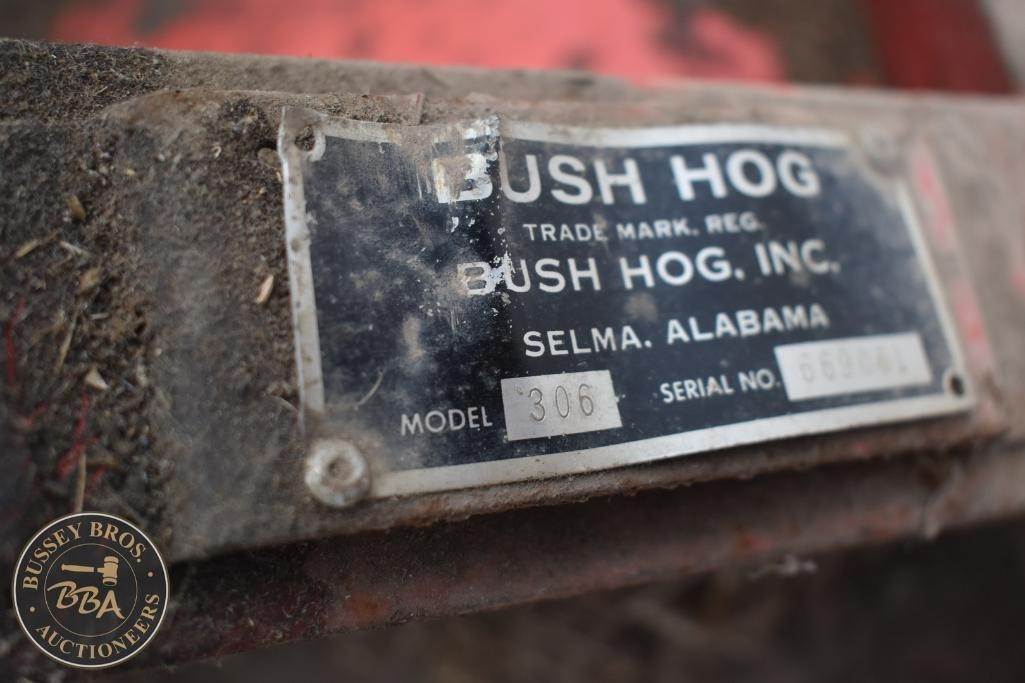 BUSH HOG
TRADE MARK. REG.
BUSH HOG. INC.
SELMA. ALABAMA
MODEL 306 SERIAL NO.
BUSSEY BROS.
BBA
AUCTIONEERS